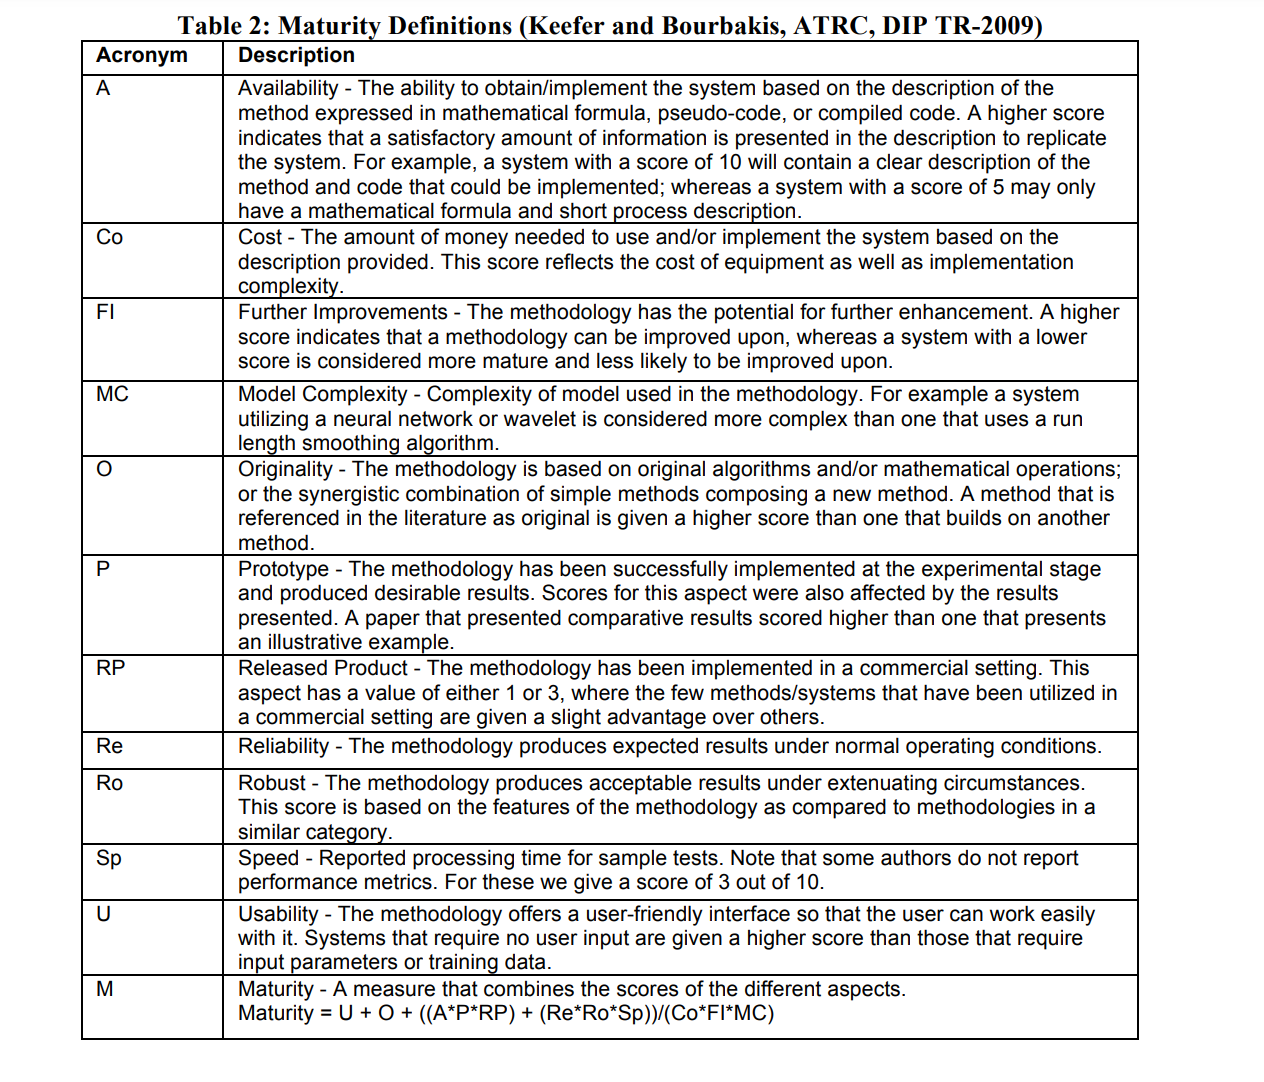 Table 2: Maturity Definitions (Keefer and Bourbakis, ATRC, DIP TR-2009)
Acronym Description
A Availability - The ability to obtain/implement the system based on the description of the
method expressed in mathematical formula, pseudo-code, or compiled code. A higher score
indicates that a satisfactory amount of information is presented in the description to replicate
the system. For example, a system with a score of 10 will contain a clear description of the
method and code that could be implemented; whereas a system with a score of 5 may only
have a mathematical formula and short process description.
Co Cost - The amount of money needed to use and/or implement the system based on the
description provided. This score reflects the cost of equipment as well as implementation
complexity.
FI Further Improvements - The methodology has the potential for further enhancement. A higher
score indicates that a methodology can be improved upon, whereas a system with a lower
score is considered more mature and less likely to be improved upon.
MC Model Complexity - Complexity of model used in the methodology. For example a system
utilizing a neural network or wavelet is considered more complex than one that uses a run
length smoothing algorithm.
O Originality - The methodology is based on original algorithms and/or mathematical operations;
or the synergistic combination of simple methods composing a new method. A method that is
referenced in the literature as original is given a higher score than one that builds on another
method.
P Prototype - The methodology has been successfully implemented at the experimental stage
and produced desirable results. Scores for this aspect were also affected by the results
presented. A paper that presented comparative results scored higher than one that presents
an illustrative example.
RP Released Product - The methodology has been implemented in a commercial setting. This
aspect has a value of either 1 or 3, where the few methods/systems that have been utilized in
a commercial setting are given a slight advantage over others.
Re Reliability - The methodology produces expected results under normal operating conditions.
Ro Robust - The methodology produces acceptable results under extenuating circumstances.
This score is based on the features of the methodology as compared to methodologies in a
similar category.
Sp Speed - Reported processing time for sample tests. Note that some authors do not report
performance metrics. For these we give a score of 3 out of 10.
U Usability - The methodology offers a user-friendly interface so that the user can work easily
with it. Systems that require no user input are given a higher score than those that require
input parameters or training data.
M Maturity - A measure that combines the scores of the different aspects.
Maturity = U + O + ((A*P*RP) + (Re*Ro*Sp))/(Co*FI*MC)